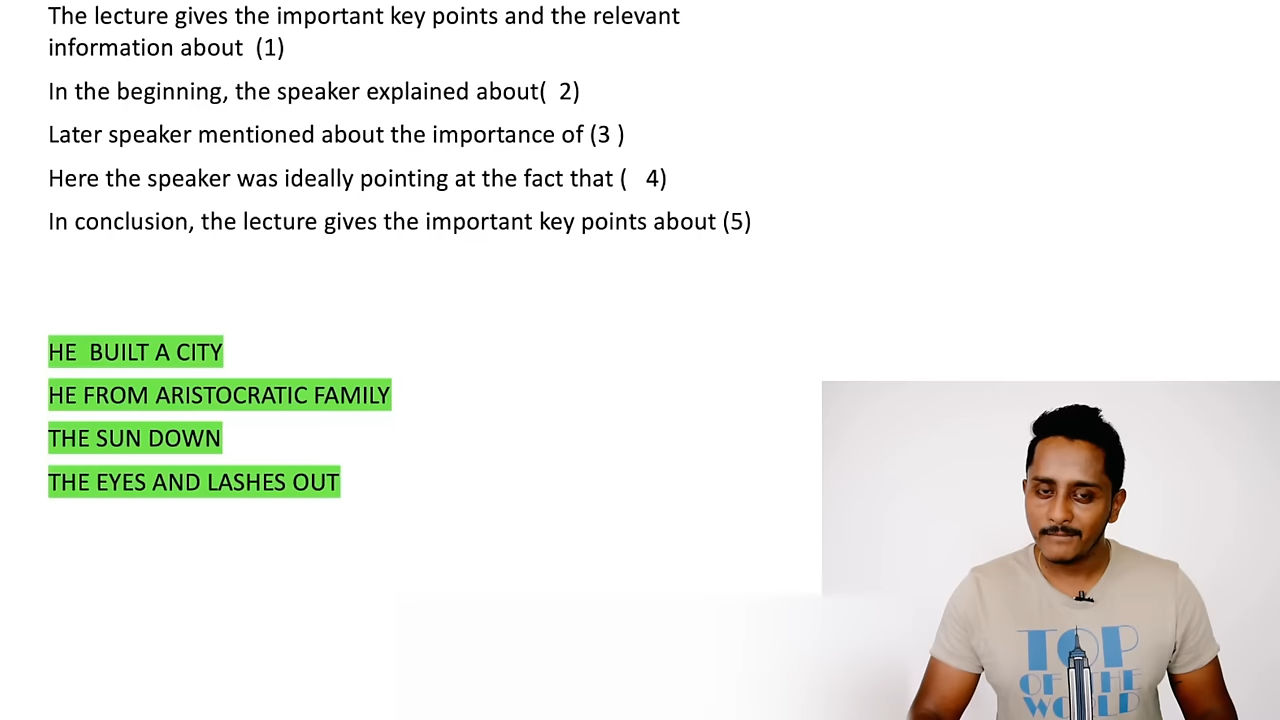 The lecture gives the important key points and the relevant
information about (1)
In the beginning, the speaker explained about( 2)
Later speaker mentioned about the importance of (3 )
Here the speaker was ideally pointing at the fact that ( 4)
In conclusion, the lecture gives the important key points about (5)
HE BUILT A CITY
HE FROM ARISTOCRATIC FAMILY
THE SUN DOWN
THE EYES AND LASHES OUT
TOP
OF THE
WORLD